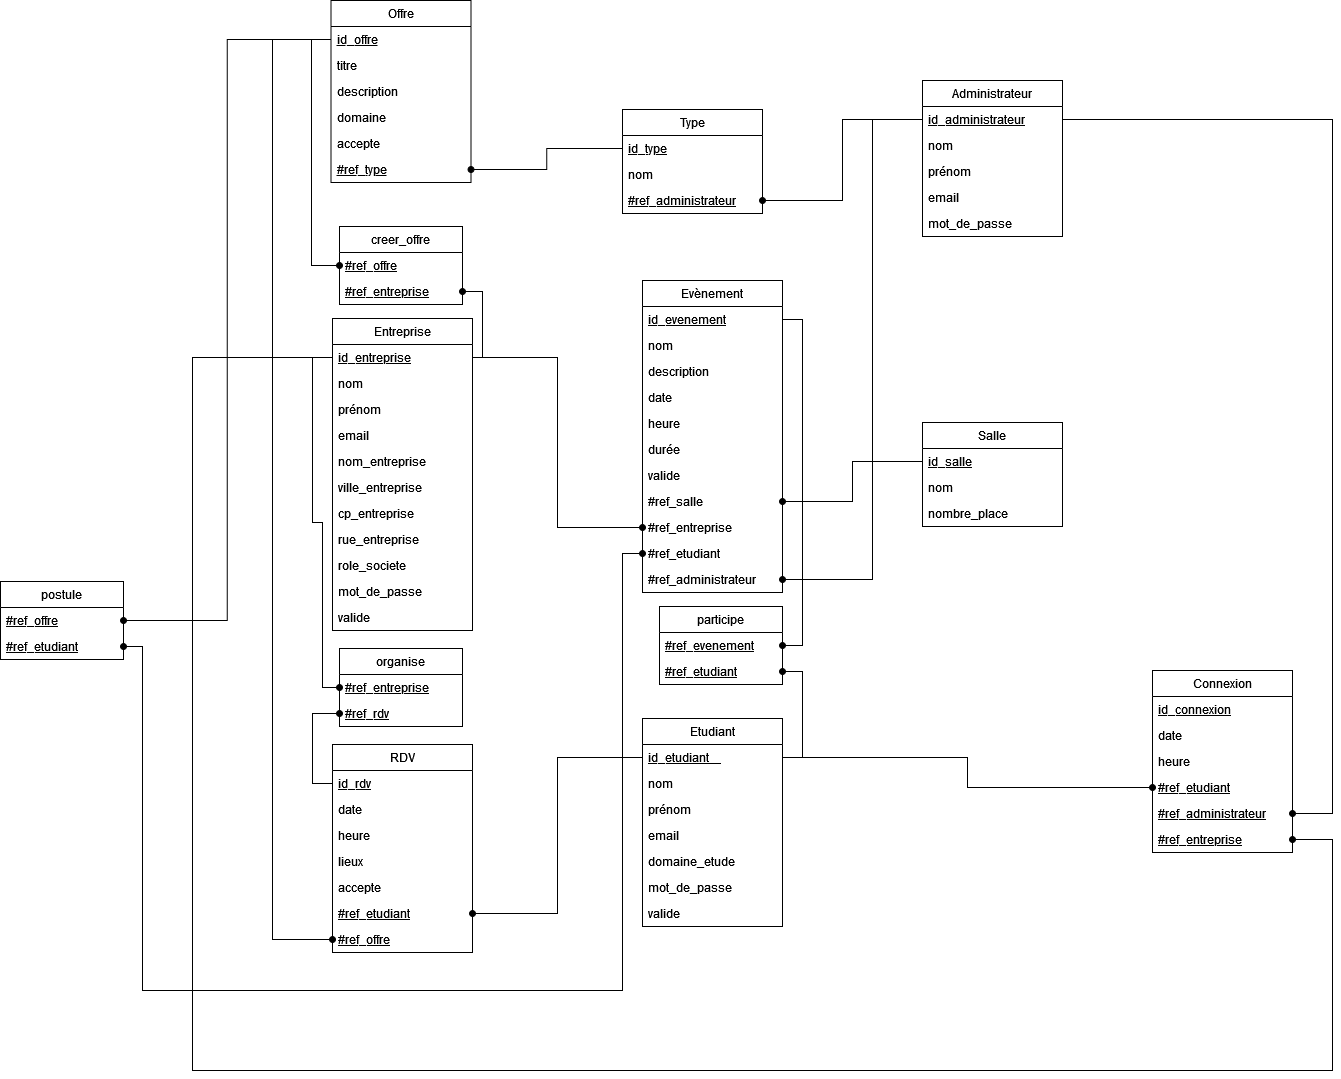 Offre
id_offre
titre
description
domaine
accepte
#ref_type
Type
id_type
nom
#ref_administrateur
Administrateur
id_administrateur
nom
prénom
email
mot_de_passe
creer_offre
#ref_offre
#ref_entreprise
Evènement
id_evenement
nom
description
date
heure
durée
valide
#ref_salle
#ref_entreprise
#ref_etudiant
#ref_administrateur
Entreprise
id_entreprise
nom
prénom
email
nom_entreprise
ville_entreprise
cp_entreprise
rue_entreprise
role_societe
mot_de_passe
valide
Salle
id_salle
nom
nombre_place
postule
#ref_offre
#ref_etudiant
participe
#ref_evenement
#ref_etudiant
organise
#ref_entreprise
#ref_rdv
Connexion
id_connexion
date
heure
#ref_etudiant
#ref_administrateur
#ref_entreprise
Etudiant
id_etudiant
nom
prénom
email
domaine_etude
mot_de_passe
valide
RDV
id_rdv
date
heure
lieux
accepte
#ref_etudiant
#ref_offre